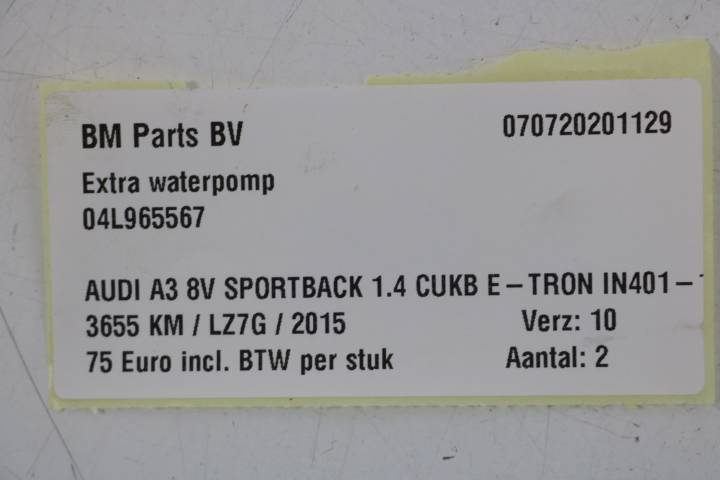 BM Parts BV 070720201129
Extra waterpomp
04L965567
AUDI A3 8V SPORTBACK 1.4 CUKB E-TRON IN401-
3655 KM / LZ7G / 2015 Verz: 10
75 Euro incl. BTW per stuk Aantal: 2